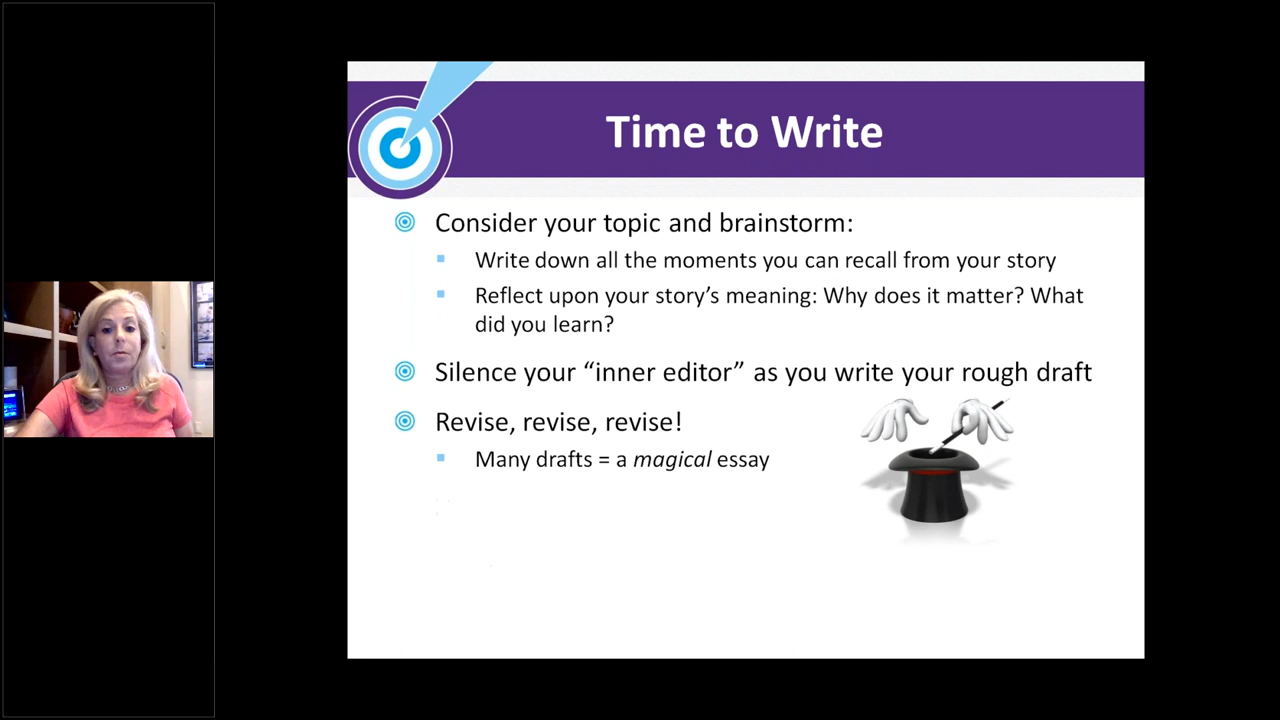 Time to Write
Consider your topic and brainstorm:
Write down all the moments you can recall from your story
Reflect upon your story’s meaning: Why does it matter? What
did you learn?
Silence your “inner editor” as you write your rough draft
Revise, revise, revise!
Many drafts = a magical essay